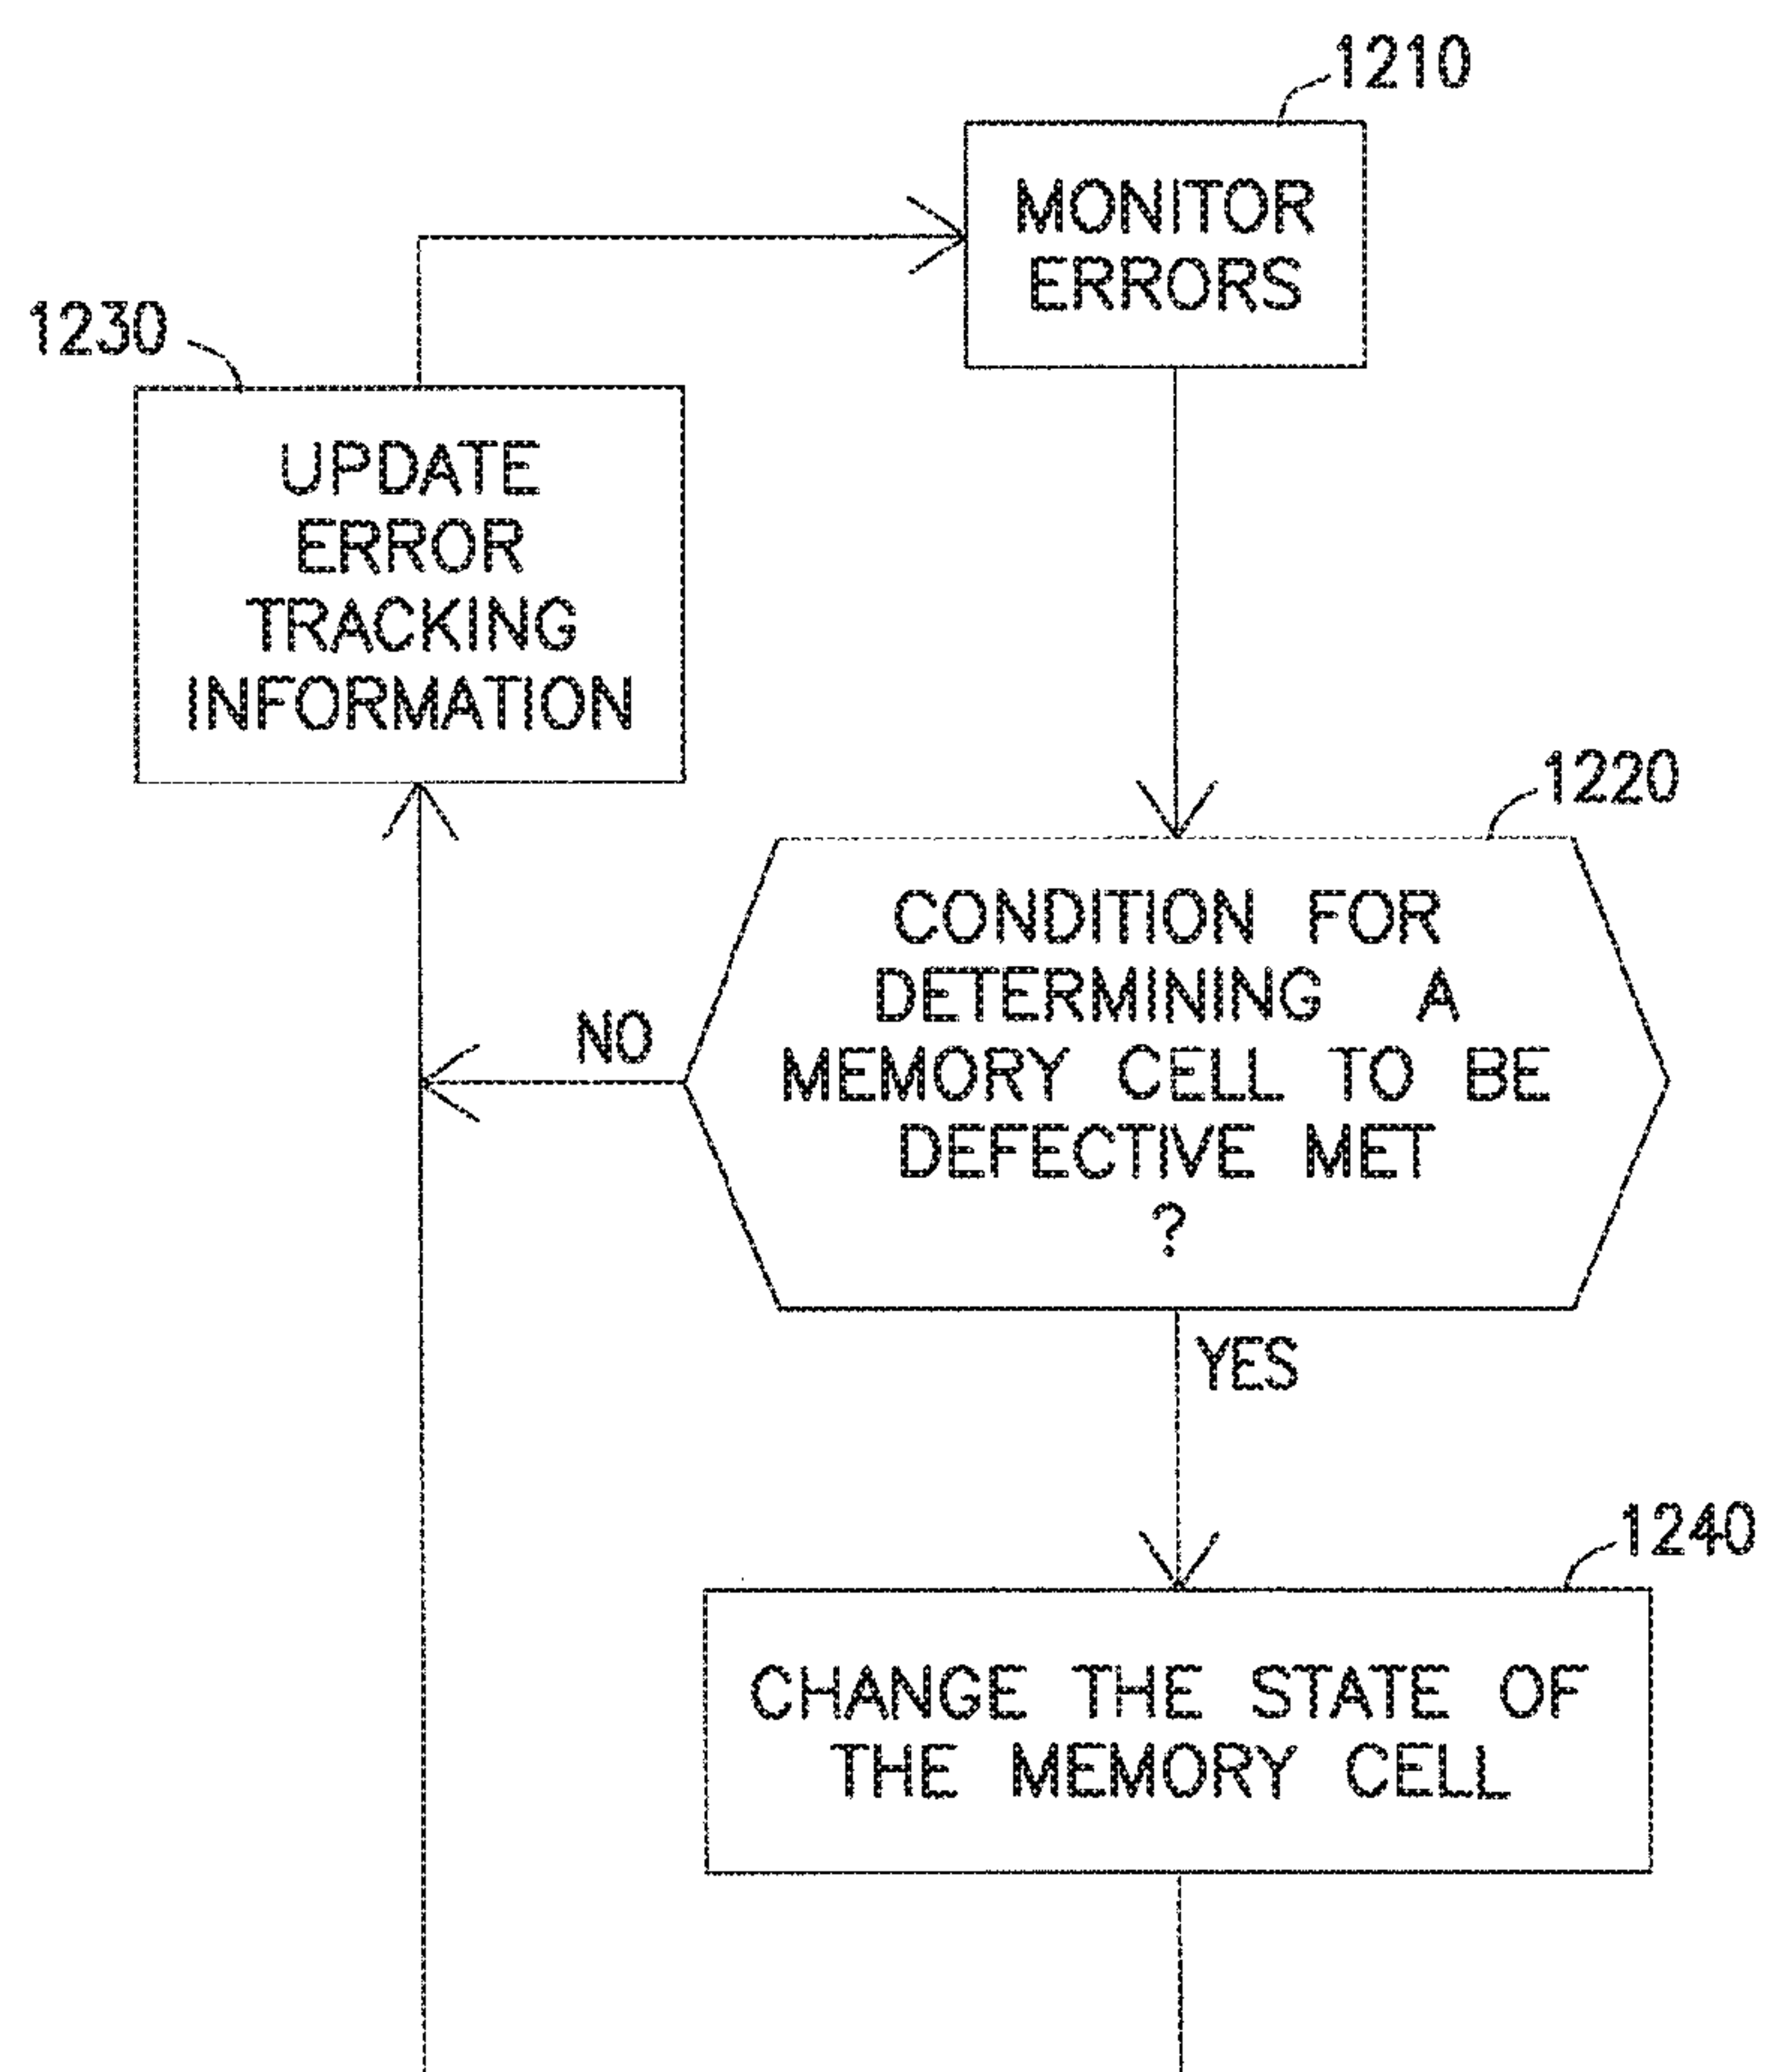 1210
MONITOR
ERRORS
1230
UPDATE
ERROR
TRACKING
INFORMATION
1220
CONDITION FOR
DETERMINING A
MEMORY CELL TO BE
DEFECTIVE MET
?
NO
YES
1240
CHANGE THE STATE OF
THE MEMORY CELL